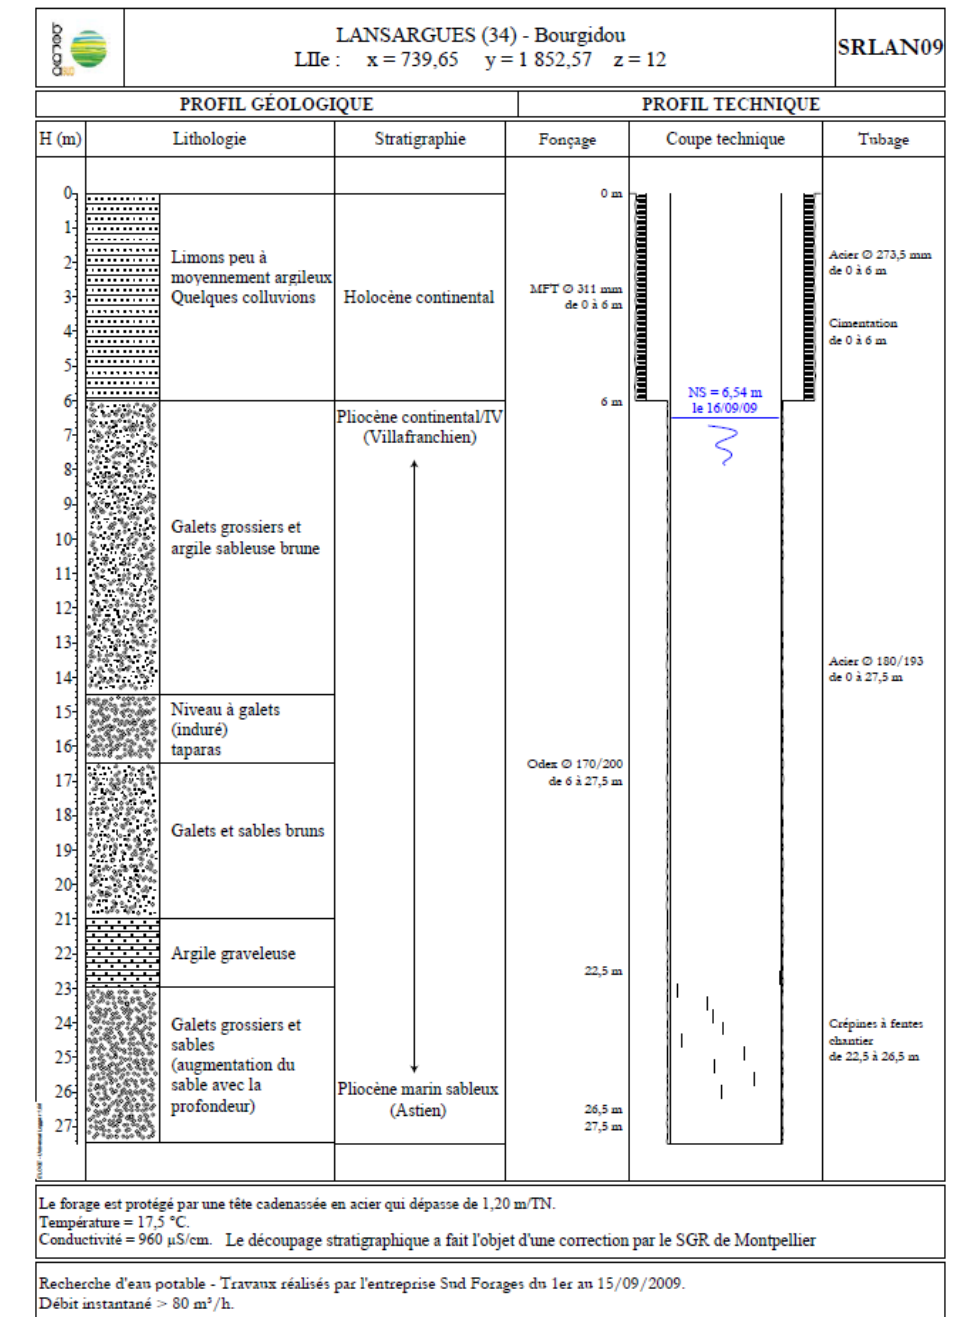 berga
SUD
LANSARGUES (34) - Bourgidou
LIIe : x = 739,65 y = 1 852,57 z = 12
SRLAN09
PROFIL GÉOLOGIQUE
PROFIL TECHNIQUE
H (m)
Lithologie
Stratigraphie
Fonçage
Coupe technique
Tubage
0
1
2
3
4
5
6
7
8
9
10
11
12
13
14
15
16
17
18
19
20
21
22
23
24
25
26
27
Limons peu à
moyennement argileux
Quelques colluvions
Galets grossiers et
argile sableuse brune
Niveau à galets
(induré)
taparas
Galets et sables bruns
Argile graveleuse
Galets grossiers et
sables
(augmentation du
sable avec la
profondeur)
Holocène continental
Pliocène continental/IV
(Villafranchien)
Pliocène marin sableux
(Astien)
0 m
MFT ∅ 311 mm
de 0 à 6 m
6 m
Odex ∅ 170/200
de 6 à 27,5 m
22,5 m
26,5 m
27,5 m
NS = 6,54 m
le 16/09/09
Acier ∅ 273,5 mm
de 0 à 6 m
Cimentation
de 0 à 6 m
Acier ∅ 180/193
de 0 à 27,5 m
Crépines à fentes
chantier
de 22,5 à 26,5 m
Le forage est protégé par une tête cadenassée en acier qui dépasse de 1,20 m/TN.
Température = 17,5 °C.
Conductivité = 960 µS/cm. Le découpage stratigraphique a fait l'objet d'une correction par le SGR de Montpellier
Recherche d'eau potable - Travaux réalisés par l'entreprise Sud Forages du 1er au 15/09/2009.
Débit instantané > 80 m³/h.